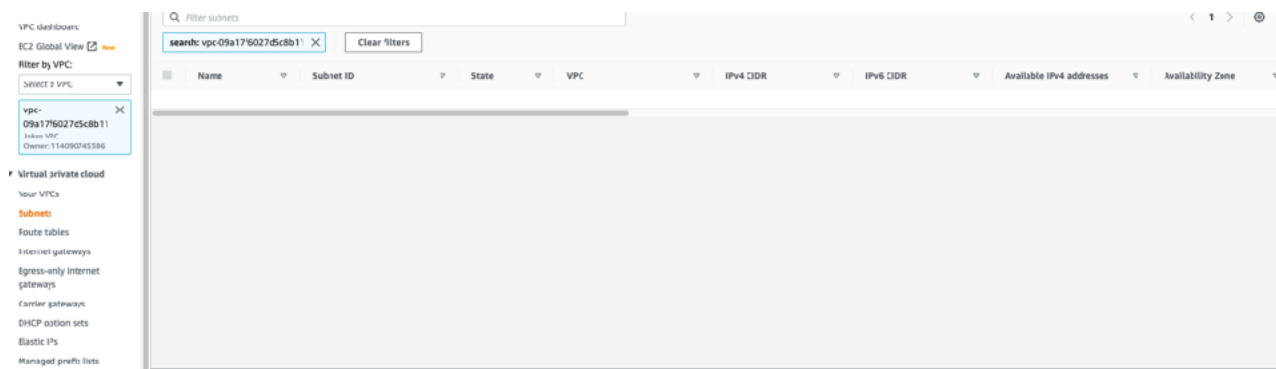 VPC dashboard
EC2 Global View New
Filter by VPC:
Select a VPC
vpc-
09a17f6027d5c8b11
Joken VPC
Owner: 114090745386
Virtual private cloud
Your VPCs
Subnets
Route tables
Internet gateways
Egress-only internet
gateways
Carrier gateways
DHCP option sets
Elastic IPs
Managed prefix lists
Filter subnets
1
search: vpc-09a17f6027d5c8b11
Clear filters
Name Subnet ID State VPC IPv4 CIDR IPv6 CIDR Available IPv4 addresses Availability Zone